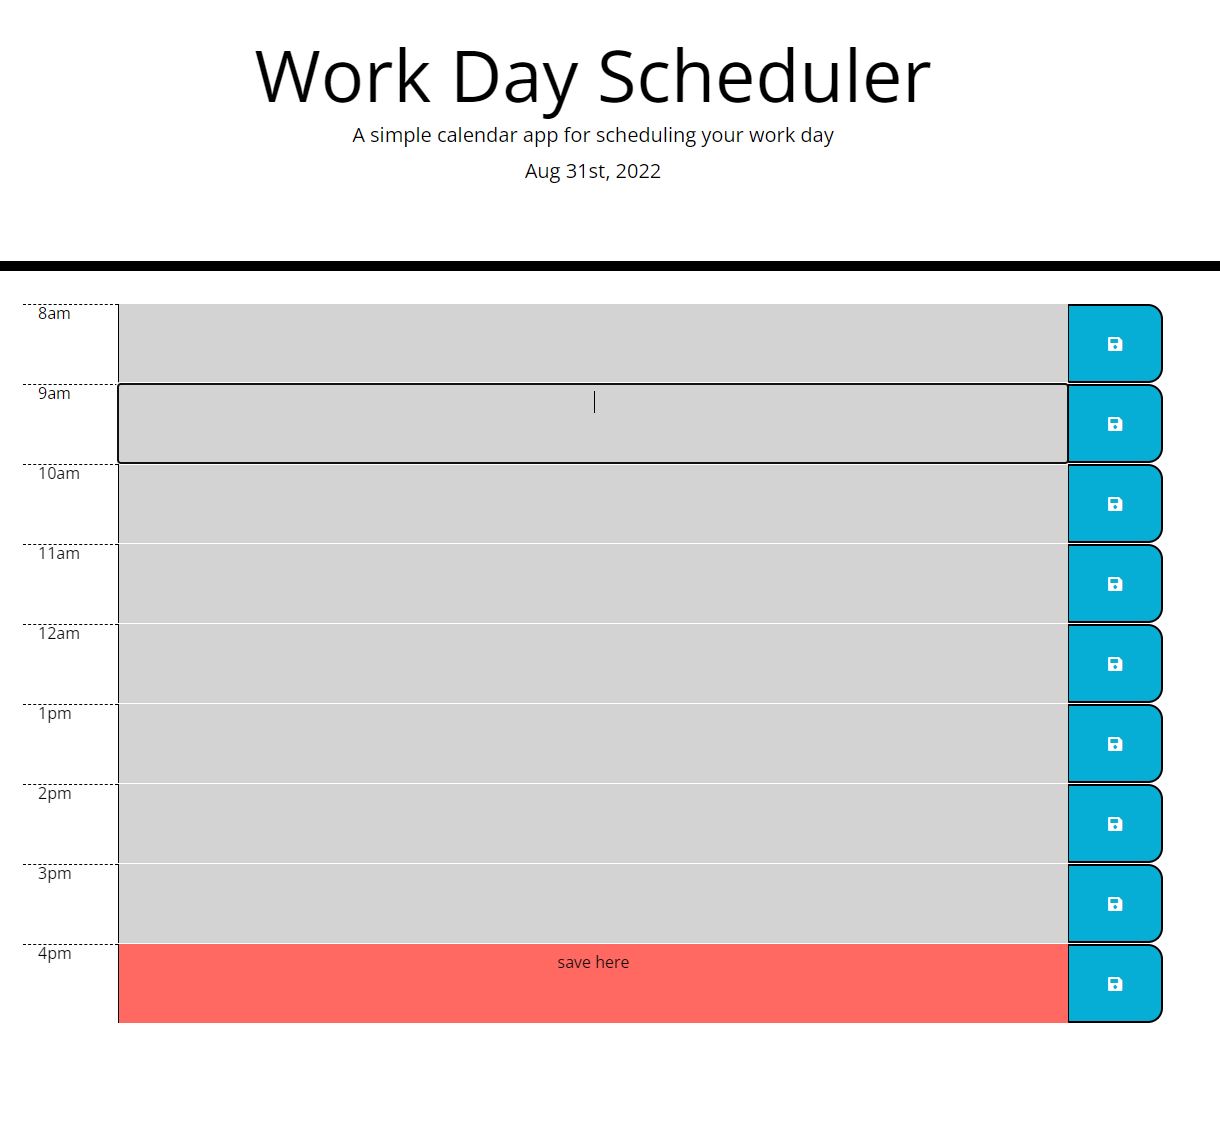 Work Day Scheduler
A simple calendar app for scheduling your work day
Aug 31st, 2022
8am
9am
10am
11am
12am
1pm
2pm
3pm
4pm
save here